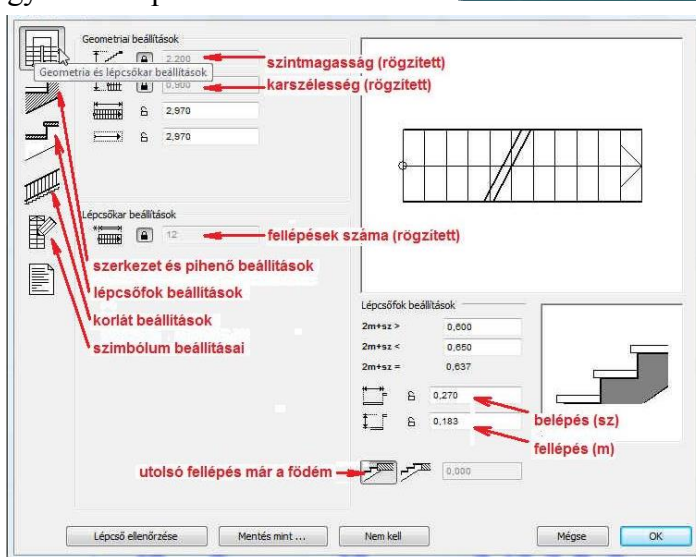 Geometriai beállítások
2,200
szintmagasság (rögzített)
Geometria és lépcsőkar beállítások
0,900
karszélesség (rögzített)
2,970
2,970
Lépcsőkar beállítások
12
fellépések száma (rögzített)
szerkezet és pihenő beállítások
lépcsőfok beállítások
korlát beállítások
szimbólum beállításai
Lépcsőfok beállítások
2m+sz >
0,600
2m+sz <
0,650
2m+sz =
0,637
0,270
belépés (sz)
0,183
fellépés (m)
utolsó fellépés már a födém
0,000
Lépcső ellenőrzése
Mentés mint ...
Nem kell
Mégse
OK